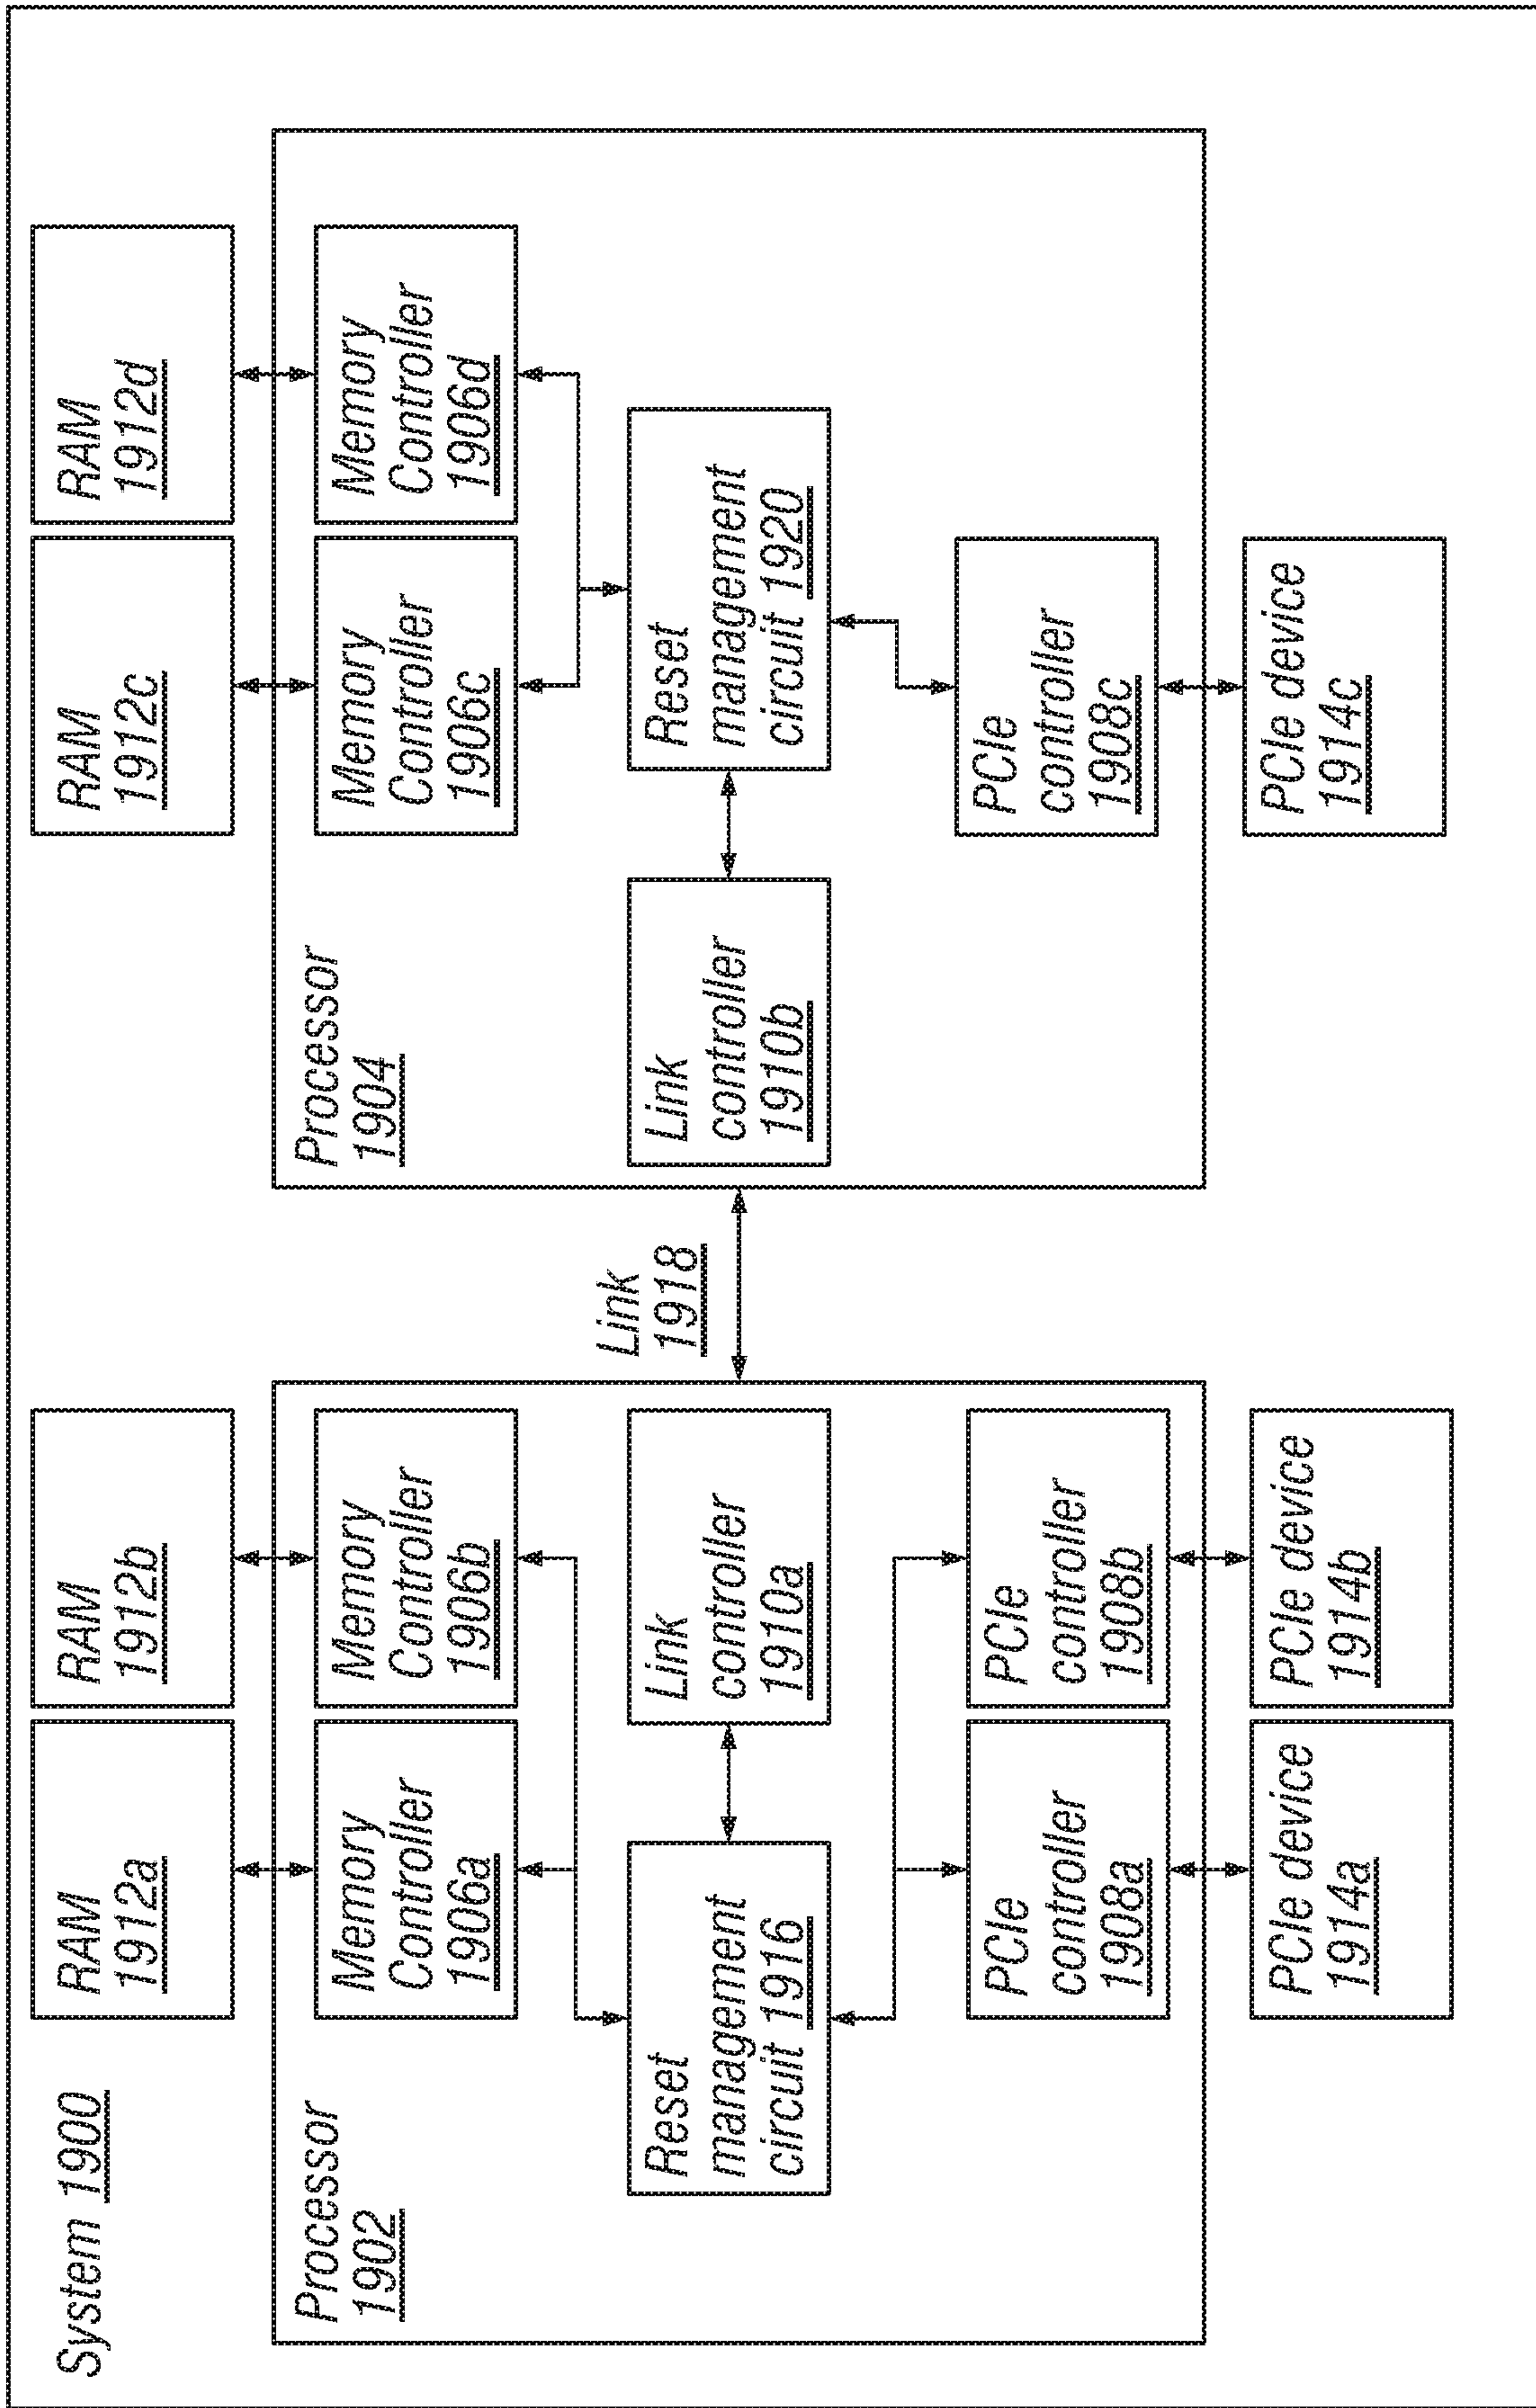 System 1900
RAM
1912a
RAM
1912b
RAM
1912c
RAM
1912d
Processor
1902
Memory
Controller
1906a
Memory
Controller
1906b
Reset
management
circuit 1916
Link
controller
1910a
PCIe
controller
1908a
PCIe
controller
1908b
PCIe device
1914a
PCIe device
1914b
Link
1918
Processor
1904
Memory
Controller
1906c
Memory
Controller
1906d
Link
controller
1910b
Reset
management
circuit 1920
PCIe
controller
1908c
PCIe device
1914c